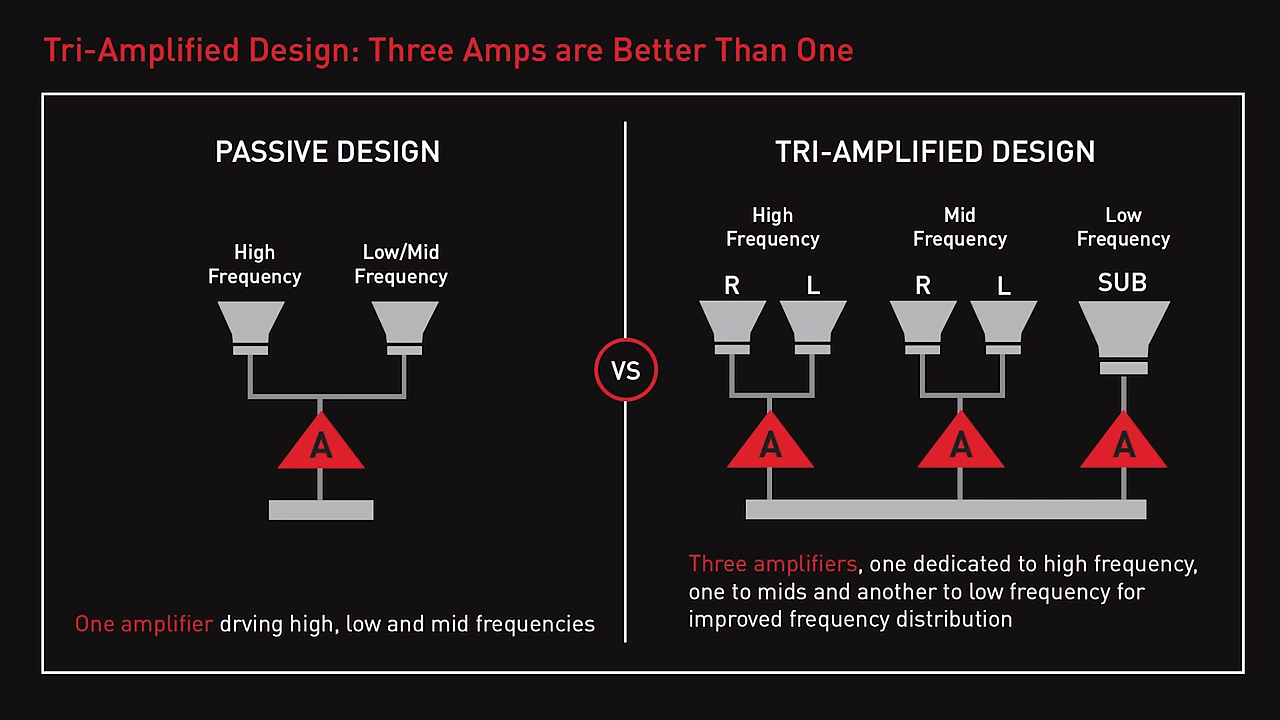 Tri-Amplified Design: Three Amps are Better Than One
PASSIVE DESIGN
High
Frequency
Low/Mid
Frequency
A
One amplifier drving high, low and mid frequencies
VS
TRI-AMPLIFIED DESIGN
High
Frequency
Mid
Frequency
Low
Frequency
R L
R L
SUB
A
A
A
Three amplifiers, one dedicated to high frequency,
one to mids and another to low frequency for
improved frequency distribution